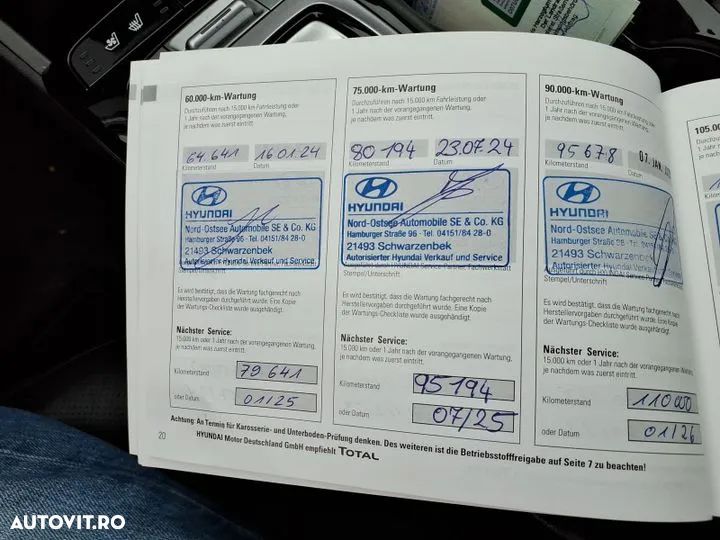 60.000-km-Wartung
Durchzuführen nach 15.000 km Fahrleistung oder
1 Jahr nach der vorangegangenen Wartung,
je nachdem was zuerst eintritt.
64.641 16.01.24
Kilometerstand Datum
HYUNDAI
Nord-Ostsee Automobile SE & Co. KG
Hamburger Straße 96 · Tel. 04151/84 28-0
21493 Schwarzenbek
Autorisierter Hyundai Verkauf und Service
Stempel/Unterschrift
Es wird bestätigt, dass die Wartung fachgerecht nach
Herstellervorgaben durchgeführt wurde. Eine Kopie
der Wartungs-Checkliste wurde ausgehändigt.
Nächster Service:
15.000 km oder 1 Jahr nach der vorangegangenen Wartung,
je nachdem was zuerst eintritt.
Kilometerstand 79 641
oder Datum 01/25
75.000-km-Wartung
Durchzuführen nach 15.000 km Fahrleistung oder
1 Jahr nach der vorangegangenen Wartung,
je nachdem was zuerst eintritt.
80 194 23.07.24
Kilometerstand Datum
HYUNDAI
Nord-Ostsee Automobile SE & Co. KG
Hamburger Straße 96 · Tel. 04151/84 28-0
21493 Schwarzenbek
Autorisierter Hyundai Verkauf und Service
Stempel/Unterschrift
Es wird bestätigt, dass die Wartung fachgerecht nach
Herstellervorgaben durchgeführt wurde. Eine Kopie
der Wartungs-Checkliste wurde ausgehändigt.
Nächster Service:
15.000 km oder 1 Jahr nach der vorangegangenen Wartung,
je nachdem was zuerst eintritt.
Kilometerstand 95 194
oder Datum 07/25
90.000-km-Wartung
Durchzuführen nach 15.000 km Fahrleistung oder
1 Jahr nach der vorangegangenen Wartung,
je nachdem was zuerst eintritt.
95 678 07. JAN.
Kilometerstand Datum
HYUNDAI
Nord-Ostsee Automobile SE & Co. KG
Hamburger Straße 96 · Tel. 04151/84 28-0
21493 Schwarzenbek
Autorisierter Hyundai Verkauf und Service
Stempel/Unterschrift
Es wird bestätigt, dass die Wartung fachgerecht nach
Herstellervorgaben durchgeführt wurde. Eine Kopie
der Wartungs-Checkliste wurde ausgehändigt.
Nächster Service:
15.000 km oder 1 Jahr nach der vorangegangenen Wartung,
je nachdem was zuerst eintritt.
Kilometerstand 110 000
oder Datum 01/26
Achtung: An Termin für Karosserie- und Unterboden-Prüfung denken. Des weiteren ist die Betriebsstofffreigabe auf Seite 7 zu beachten!
20 HYUNDAI Motor Deutschland GmbH empfiehlt TOTAL
AUTOVIT.RO
AUTOVIT.RO